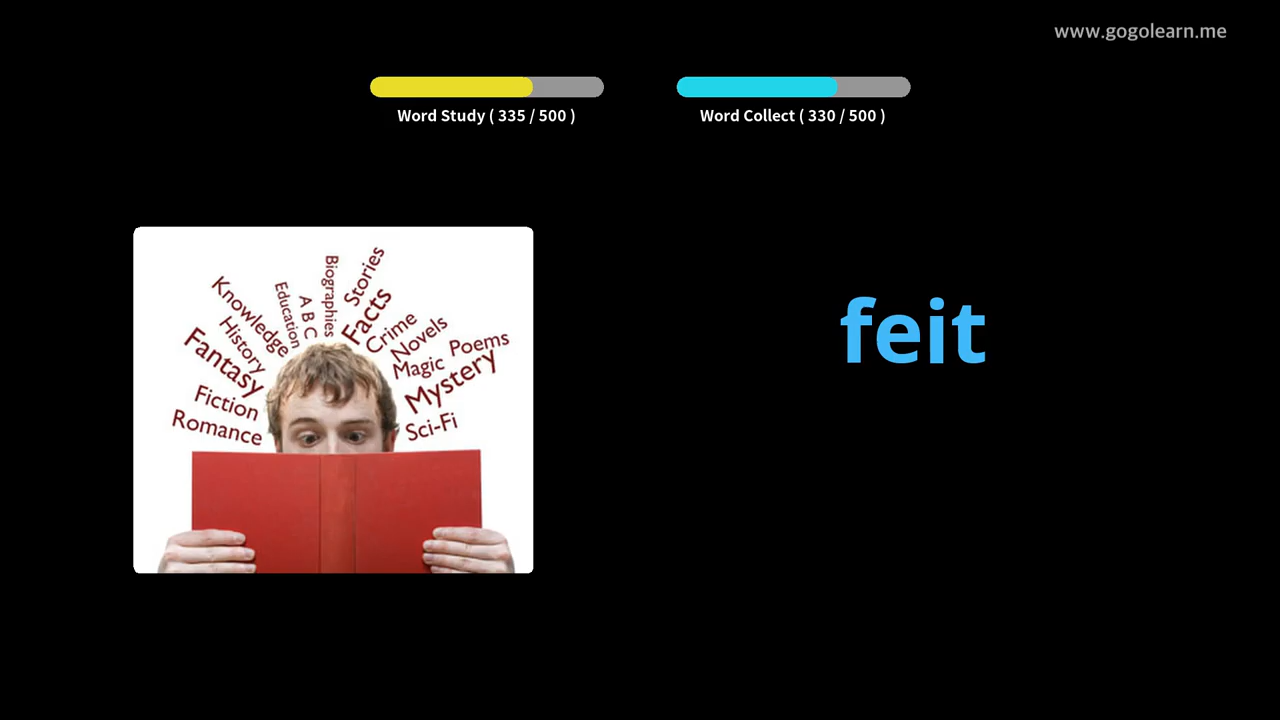 www.gogolearn.me
Word Study ( 335 / 500 )
Word Collect ( 330 / 500 )
feit
Biographies
Stories
Education
A B C
Facts
Knowledge
History
Crime
Novels
Poems
Fantasy
Magic
Mystery
Fiction
Romance
Sci-Fi